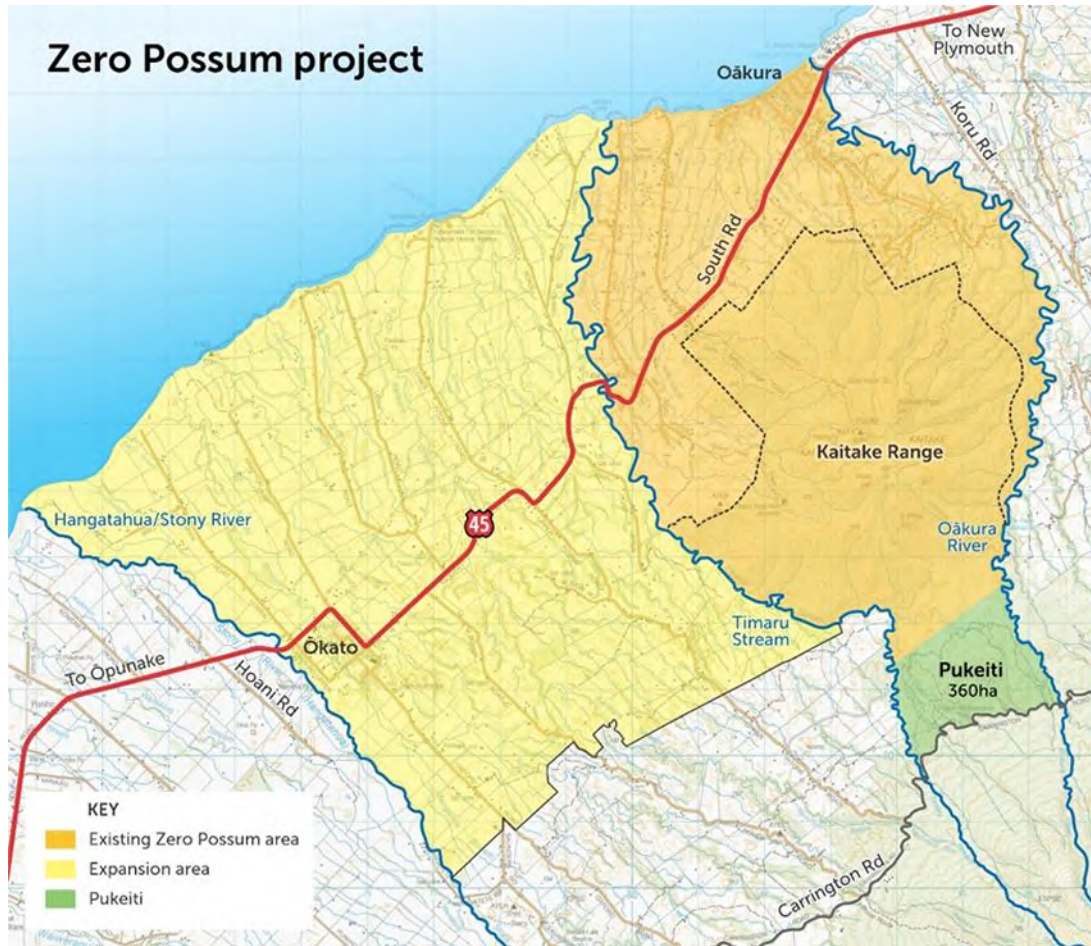 Zero Possum project
To New
Plymouth
Oākura
Koru Rd
South Rd
Kaitake Range
KAITAKE
Hangatahua/Stony River
45
Oākura
River
Timaru
Stream
Ōkato
To Ōpunake
Hoani Rd
Pukeiti
360ha
Carrington Rd
KEY
Existing Zero Possum area
Expansion area
Pukeiti